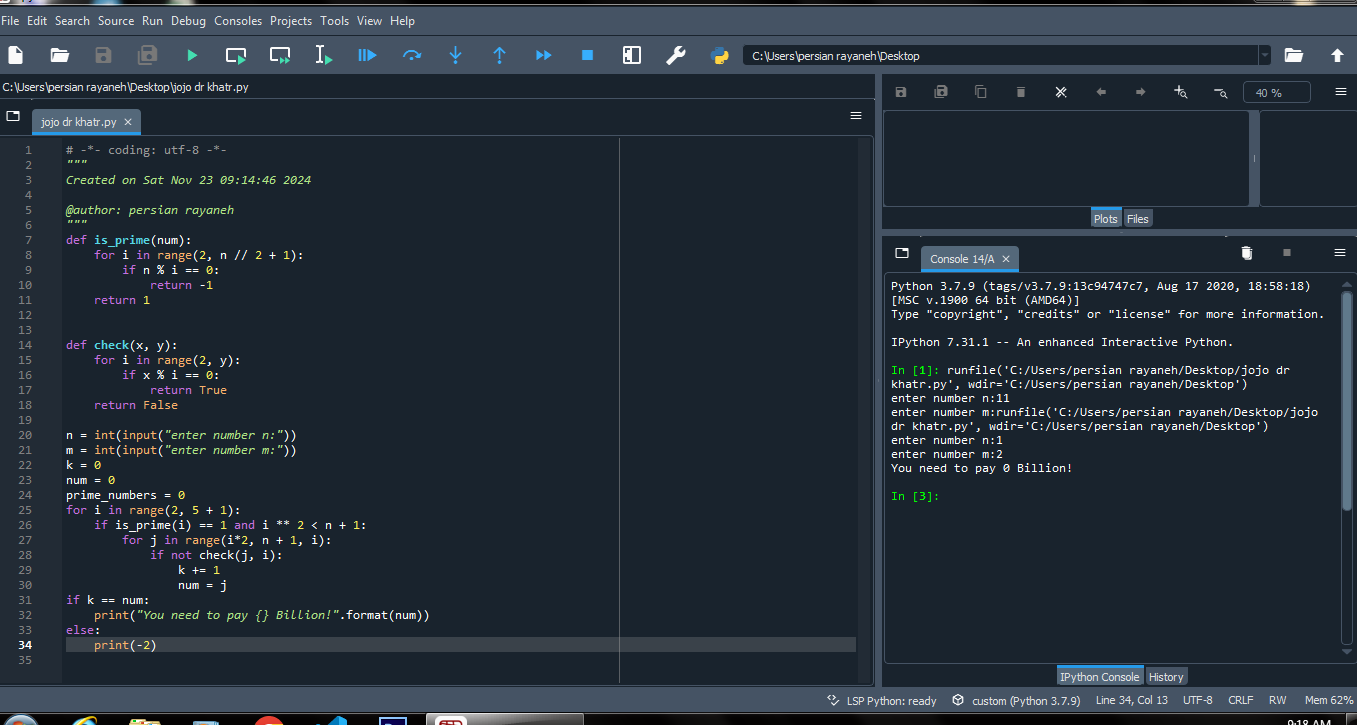 File Edit Search Source Run Debug Consoles Projects Tools View Help
C:\Users\persian rayaneh\Desktop
C:\Users\persian rayaneh\Desktop\jojo dr khatr.py
jojo dr khatr.py
1 # -*- coding: utf-8 -*-
2 """
3 Created on Sat Nov 23 09:14:46 2024
4
5 @author: persian rayaneh
6 """
7 def is_prime(num):
8     for i in range(2, n // 2 + 1):
9         if n % i == 0:
10             return -1
11     return 1
12
13
14 def check(x, y):
15     for i in range(2, y):
16         if x % i == 0:
17             return True
18     return False
19
20 n = int(input("enter number n:"))
21 m = int(input("enter number m:"))
22 k = 0
23 num = 0
24 prime_numbers = 0
25 for i in range(2, 5 + 1):
26     if is_prime(i) == 1 and i ** 2 < n + 1:
27         for j in range(i*2, n + 1, i):
28             if not check(j, i):
29                 k += 1
30                 num = j
31 if k == num:
32     print("You need to pay {} Billion!".format(num))
33 else:
34     print(-2)
35
40 %
Plots Files
Console 14/A
Python 3.7.9 (tags/v3.7.9:13c94747c7, Aug 17 2020, 18:58:18)
[MSC v.1900 64 bit (AMD64)]
Type "copyright", "credits" or "license" for more information.
IPython 7.31.1 -- An enhanced Interactive Python.
In [1]: runfile('C:/Users/persian rayaneh/Desktop/jojo dr
khatr.py', wdir='C:/Users/persian rayaneh/Desktop')
enter number n:11
enter number m:runfile('C:/Users/persian rayaneh/Desktop/jojo
dr khatr.py', wdir='C:/Users/persian rayaneh/Desktop')
enter number n:1
enter number m:2
You need to pay 0 Billion!
In [3]:
IPython Console History
LSP Python: ready custom (Python 3.7.9) Line 34, Col 13 UTF-8 CRLF RW Mem 62%
9:18 AM